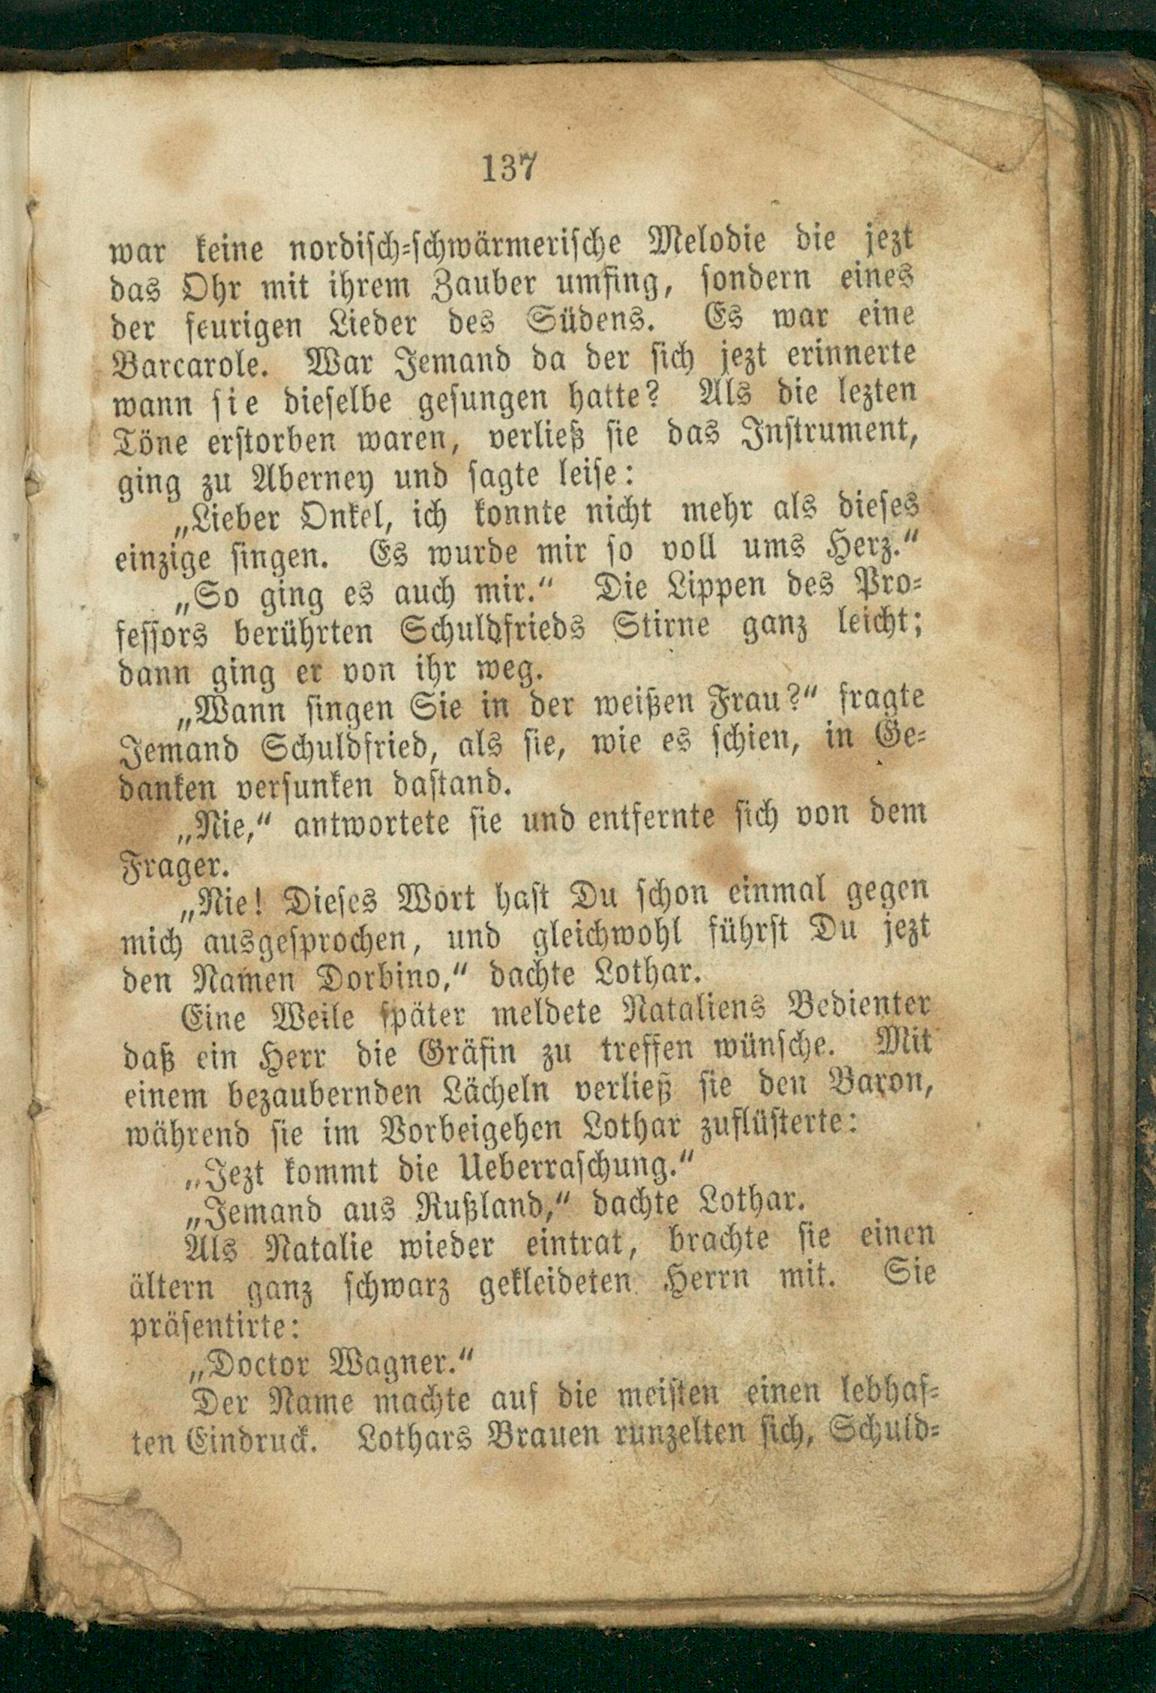 137
war keine nordisch-schwärmerische Melodie die jezt
das Ohr mit ihrem Zauber umfing, sondern eines
der feurigen Lieder des Südens. Es war eine
Barcarole. War Jemand da der sich jezt erinnerte
wann sie dieselbe gesungen hatte? Als die lezten
Töne erstorben waren, verließ sie das Instrument,
ging zu Aberney und sagte leise:
„Lieber Onkel, ich konnte nicht mehr als dieses
einzige singen. Es wurde mir so voll ums Herz.“
„So ging es auch mir.“ Die Lippen des Pro-
fessors berührten Schuldfrieds Stirne ganz leicht;
dann ging er von ihr weg.
„Wann singen Sie in der weißen Frau?“ fragte
Jemand Schuldfried, als sie, wie es schien, in Ge-
danken versunken dastand.
„Nie,“ antwortete sie und entfernte sich von dem
Frager.
„Nie! Dieses Wort hast Du schon einmal gegen
mich ausgesprochen, und gleichwohl führst Du jezt
den Namen Dorbino,“ dachte Lothar.
Eine Weile später meldete Nataliens Bedienter
daß ein Herr die Gräfin zu treffen wünsche. Mit
einem bezaubernden Lächeln verließ sie den Baron,
während sie im Vorbeigehen Lothar zuflüsterte:
„Jezt kommt die Ueberraschung.“
„Jemand aus Rußland,“ dachte Lothar.
Als Natalie wieder eintrat, brachte sie einen
ältern ganz schwarz gekleideten Herrn mit. Sie
präsentirte:
„Doctor Wagner.“
Der Name machte auf die meisten einen lebhaf-
ten Eindruck. Lothars Brauen runzelten sich, Schuld-